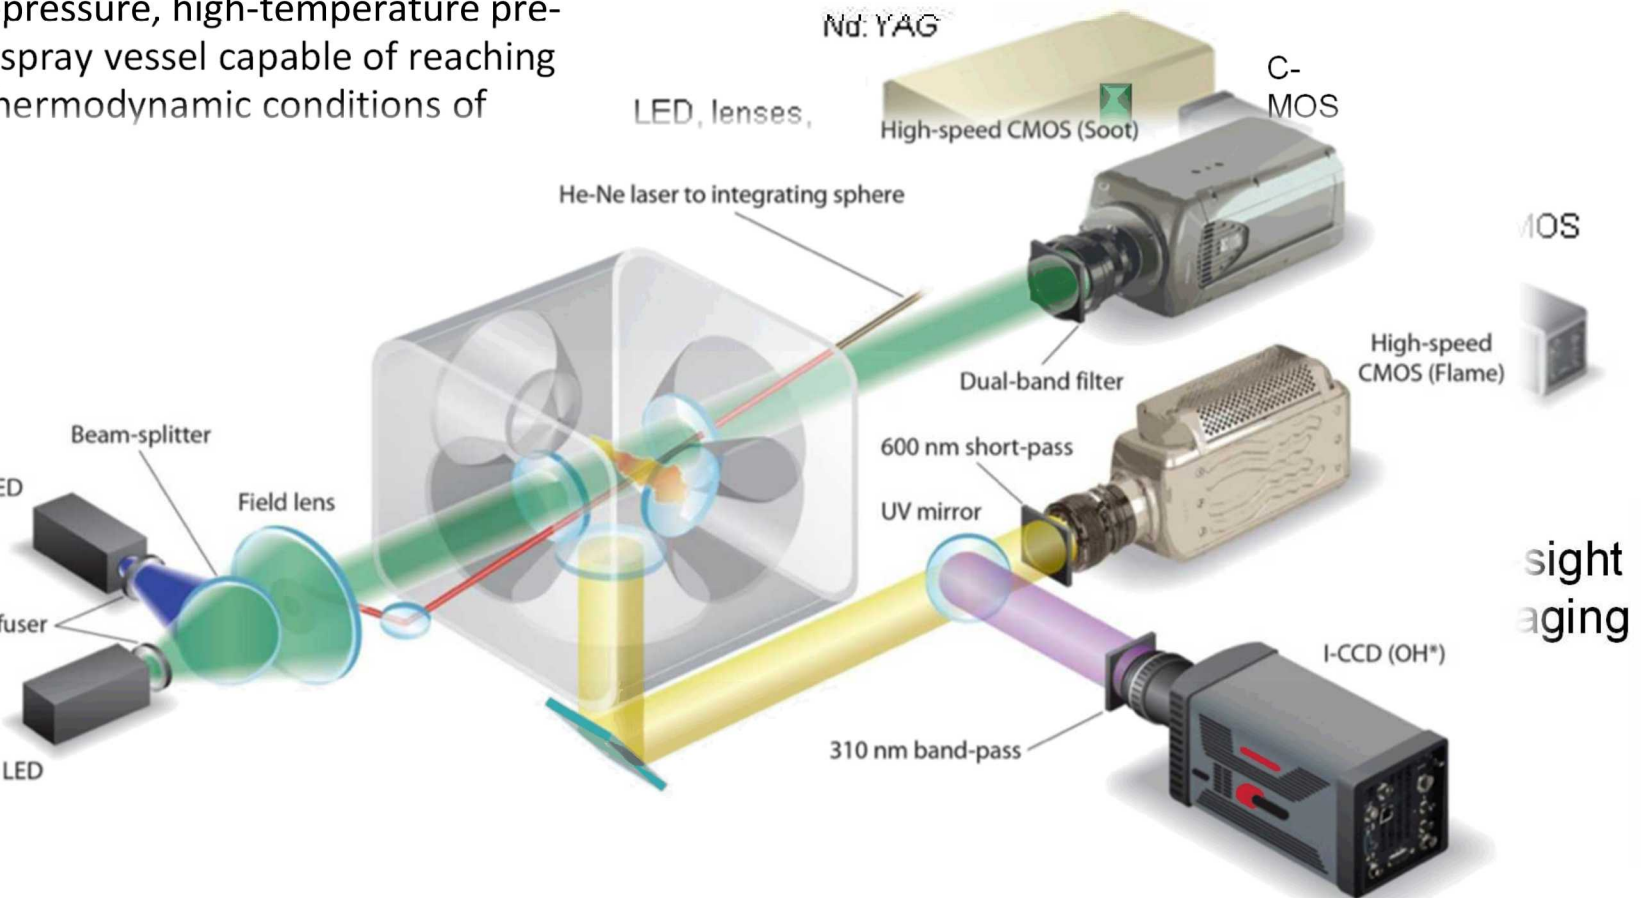 pressure, high-temperature pre-
spray vessel capable of reaching
hermodynamic conditions of
Nd: YAG
C-
MOS
LED, lenses,
High-speed CMOS (Soot)
He-Ne laser to integrating sphere
MOS
High-speed
CMOS (Flame)
Dual-band filter
Beam-splitter
600 nm short-pass
ED
Field lens
UV mirror
sight
aging
fuser
I-CCD (OH*)
310 nm band-pass
LED